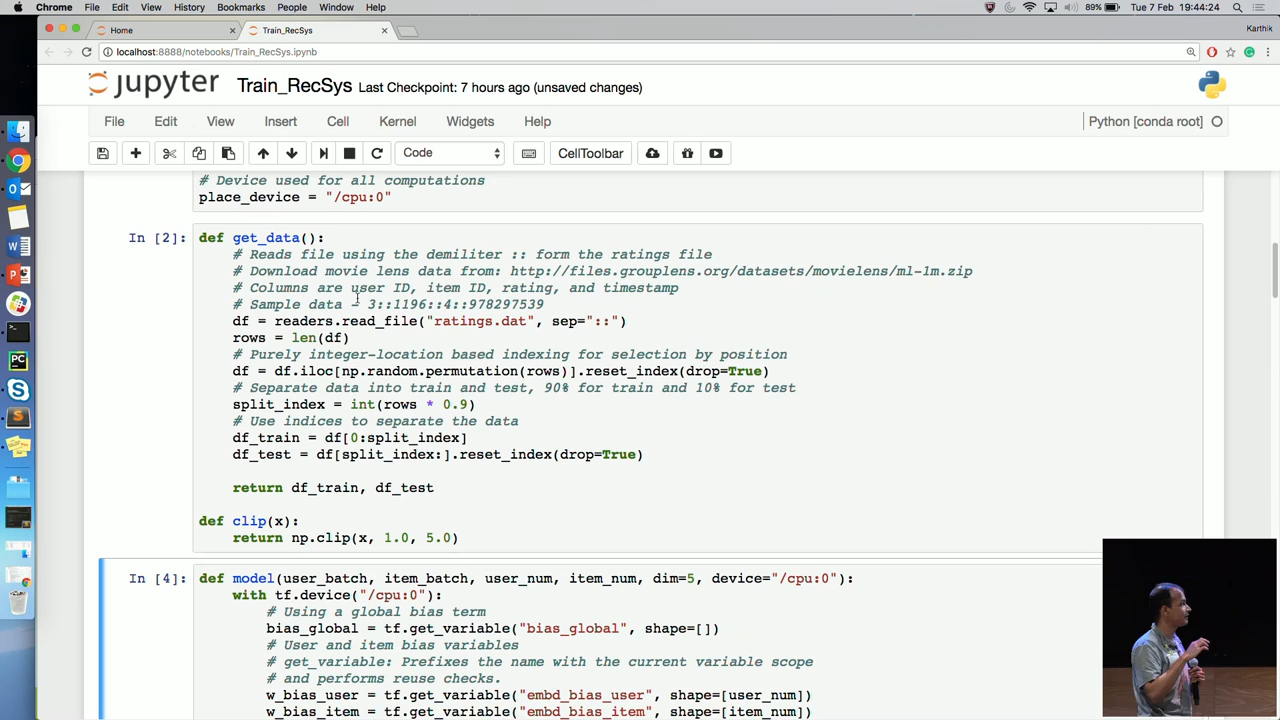 Chrome File Edit View History Bookmarks People Window Help 89% Tue 7 Feb 19:44:24
Home Train_RecSys Karthik
localhost:8888/notebooks/Train_RecSys.ipynb
jupyter Train_RecSys Last Checkpoint: 7 hours ago (unsaved changes)
File Edit View Insert Cell Kernel Widgets Help Python [conda root]
Code CellToolbar
# Device used for all computations
place_device = "/cpu:0"
In [2]: def get_data():
# Reads file using the demiliter :: form the ratings file
# Download movie lens data from: http://files.grouplens.org/datasets/movielens/ml-1m.zip
# Columns are user ID, item ID, rating, and timestamp
# Sample data - 3::1196::4::978297539
df = readers.read_file("ratings.dat", sep="::")
rows = len(df)
# Purely integer-location based indexing for selection by position
df = df.iloc[np.random.permutation(rows)].reset_index(drop=True)
# Separate data into train and test, 90% for train and 10% for test
split_index = int(rows * 0.9)
# Use indices to separate the data
df_train = df[0:split_index]
df_test = df[split_index:].reset_index(drop=True)
return df_train, df_test
def clip(x):
return np.clip(x, 1.0, 5.0)
In [4]: def model(user_batch, item_batch, user_num, item_num, dim=5, device="/cpu:0"):
with tf.device("/cpu:0"):
# Using a global bias term
bias_global = tf.get_variable("bias_global", shape=[])
# User and item bias variables
# get_variable: Prefixes the name with the current variable scope
# and performs reuse checks.
w_bias_user = tf.get_variable("embd_bias_user", shape=[user_num])
w_bias_item = tf.get_variable("embd_bias_item", shape=[item_num])